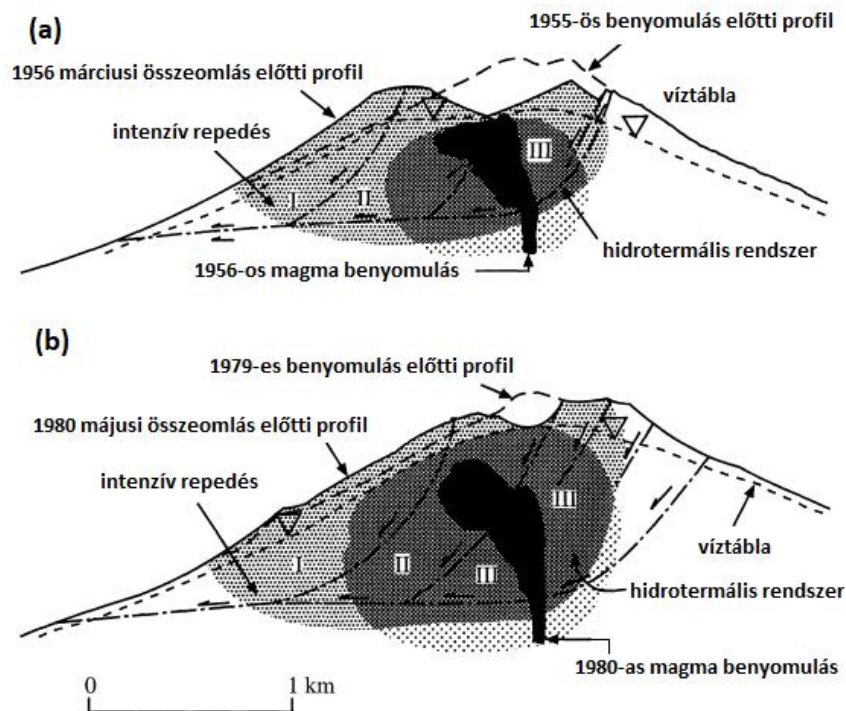 (a)
1955-ös benyomulás előtti profil
1956 márciusi összeomlás előtti profil
víztábla
intenzív repedés
III
I
II
hidrotermális rendszer
1956-os magma benyomulás
(b)
1979-es benyomulás előtti profil
1980 májusi összeomlás előtti profil
intenzív repedés
III
víztábla
I
II
III
hidrotermális rendszer
1980-as magma benyomulás
0
1 km